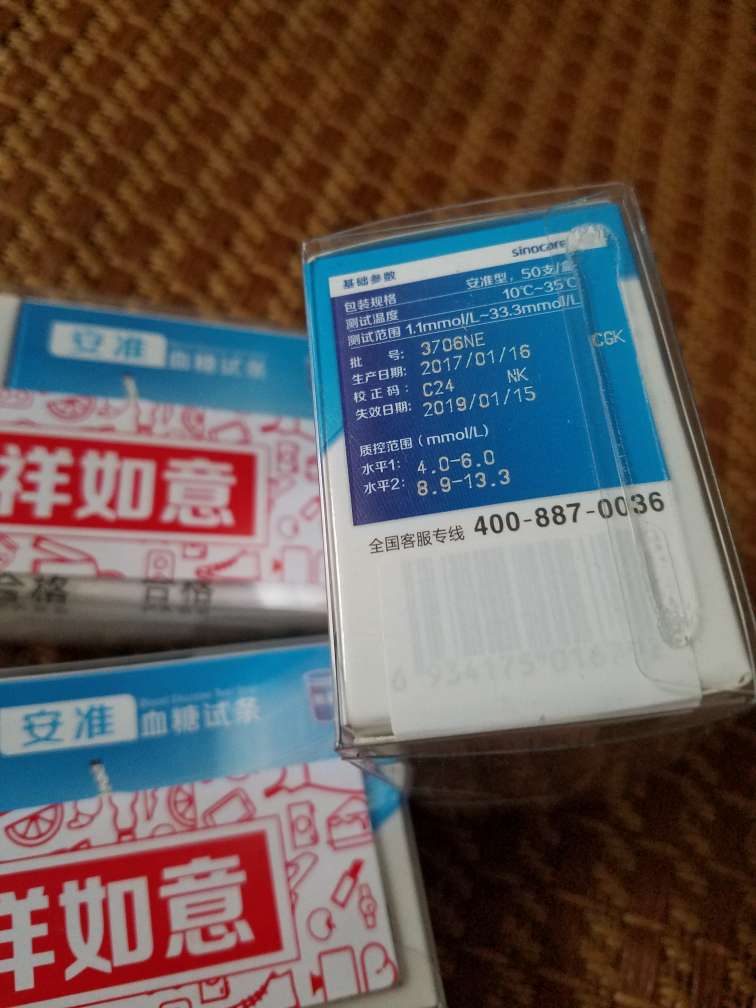 sinocare
基础参数
包装规格 安准型，50支/盒
测试温度 10℃~35℃
测试范围 1.1mmol/L~33.3mmol/L
批 号: 3706NE CGK
生产日期: 2017/01/16
校正码: C24 NK
失效日期: 2019/01/15
质控范围 (mmol/L)
水平1: 4.0-6.0
水平2: 8.9-13.3
全国客服专线 400-887-0036
安准 血糖试条
祥如意
合格 合格
安准 血糖试条
祥如意